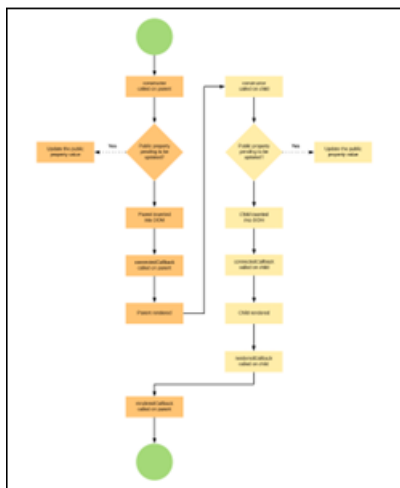 constructor
called on parent
constructor
called on child
Public property
pending to be
updated?
Yes
Update the public
property value
Public property
pending to be
updated?
Yes
Update the public
property value
Parent inserted
into DOM
Child inserted
into DOM
connectedCallback
called on parent
connectedCallback
called on child
Parent rendered
Child rendered
renderedCallback
called on child
renderedCallback
called on parent